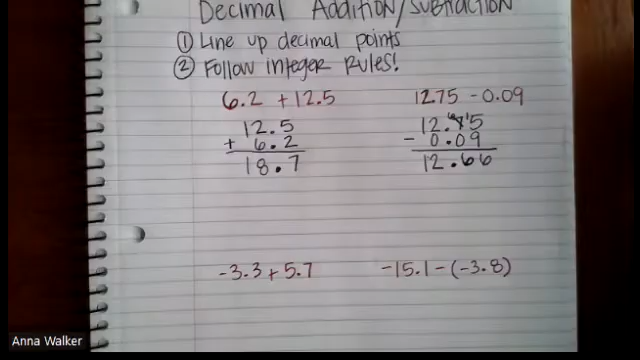 Decimal Addition/Subtraction
① Line up decimal points
② Follow integer Rules!
6.2 + 12.5
12.75 - 0.09
12.5
+ 6.2
18.7
12.75
- 0.09
12.66
-3.3 + 5.7
-15.1 - (-3.8)
Anna Walker